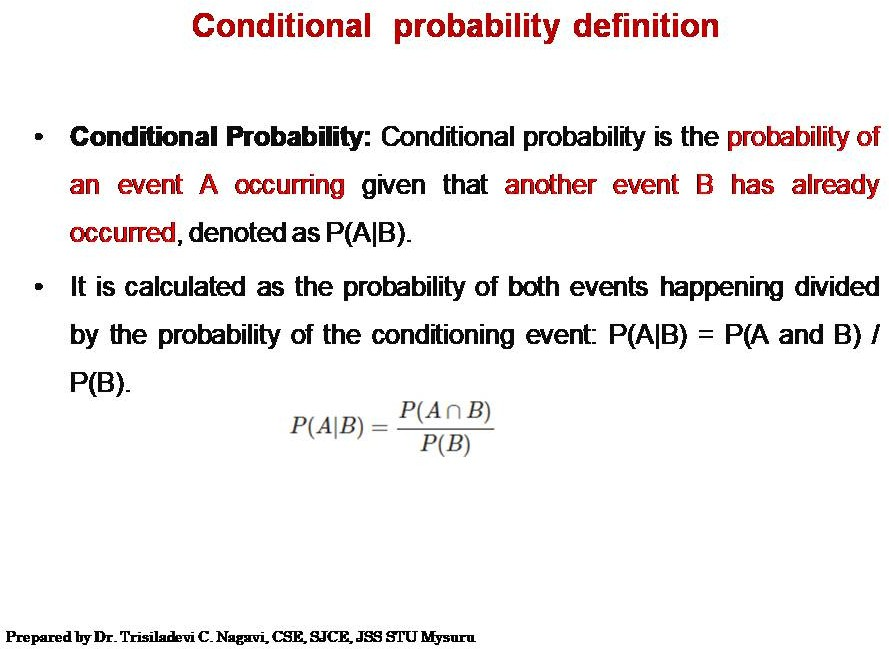 Conditional probability definition
• Conditional Probability: Conditional probability is the probability of
an event A occurring given that another event B has already
occurred, denoted as P(A|B).
• It is calculated as the probability of both events happening divided
by the probability of the conditioning event: P(A|B) = P(A and B) /
P(B).
P(A|B) = P(A ∩ B) / P(B)
Prepared by Dr. Trisiladevi C. Nagavi, CSE, SJCE, JSS STU Mysuru